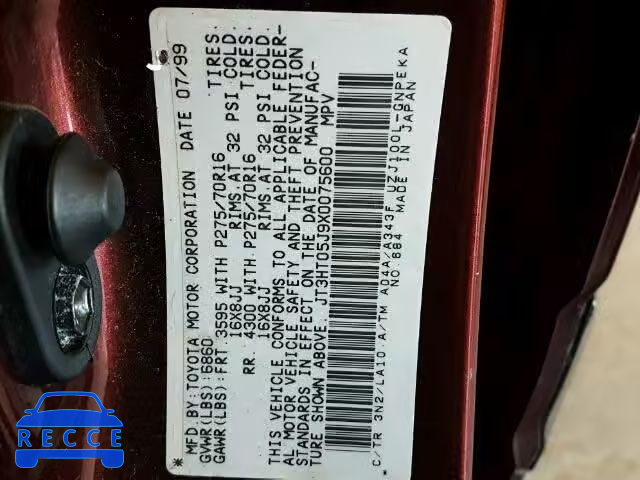 * MFD BY: TOYOTA MOTOR CORPORATION DATE 07/99
GVWR(LBS): 6860
GAWR(LBS): FRT. 3595 WITH P275/70R16 TIRES:
16X8JJ RIMS. AT 32 PSI COLD.
RR. 4300 WITH P275/70R16 TIRES:
16X8JJ RIMS. AT 32 PSI COLD.
THIS VEHICLE CONFORMS TO ALL APPLICABLE FEDER-
AL MOTOR VEHICLE SAFETY AND THEFT PREVENTION
STANDARDS IN EFFECT ON THE DATE OF MANUFAC-
TURE SHOWN ABOVE. JT3HT05J9X0075600 MPV
* C/TR 3N2/LA10 A/TM A04A/A343F UZJ100L-GNPEKA
NO.684 MADE IN JAPAN
RECCE